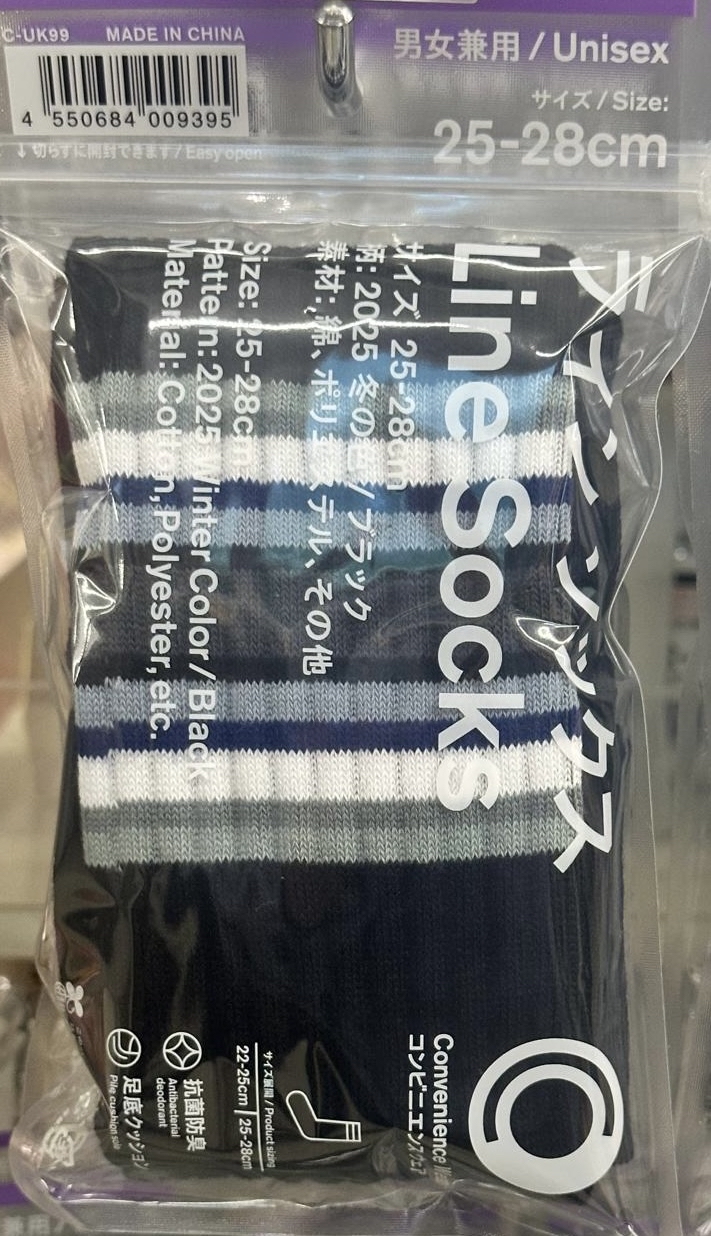 C-UK99 MADE IN CHINA
4 550684 009395
男女兼用 / Unisex
サイズ / Size:
25-28cm
↓切らずに開封できます / Easy open
ラインソックス
Line Socks
サイズ 25-28cm
柄: 2025 冬の色 / ブラック
素材: 綿、ポリエステル、その他
Size: 25-28cm
Pattern: 2025 Winter Color / Black
Material: Cotton, Polyester, etc.
Convenience
コンビニエンスウェア
サイズ展開 / Product sizing
22-25cm | 25-28cm
抗菌防臭
Antibacterial
deodorant
足底クッション
Pile cushion sole
兼用